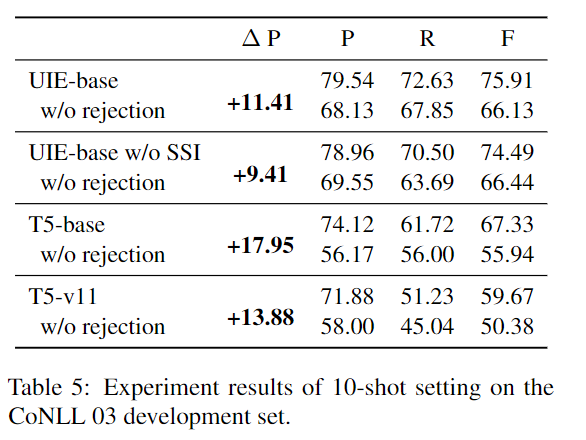 Δ P P R F
UIE-base 79.54 72.63 75.91
w/o rejection +11.41 68.13 67.85 66.13
UIE-base w/o SSI 78.96 70.50 74.49
w/o rejection +9.41 69.55 63.69 66.44
T5-base 74.12 61.72 67.33
w/o rejection +17.95 56.17 56.00 55.94
T5-v11 71.88 51.23 59.67
w/o rejection +13.88 58.00 45.04 50.38
Table 5: Experiment results of 10-shot setting on the
CoNLL 03 development set.